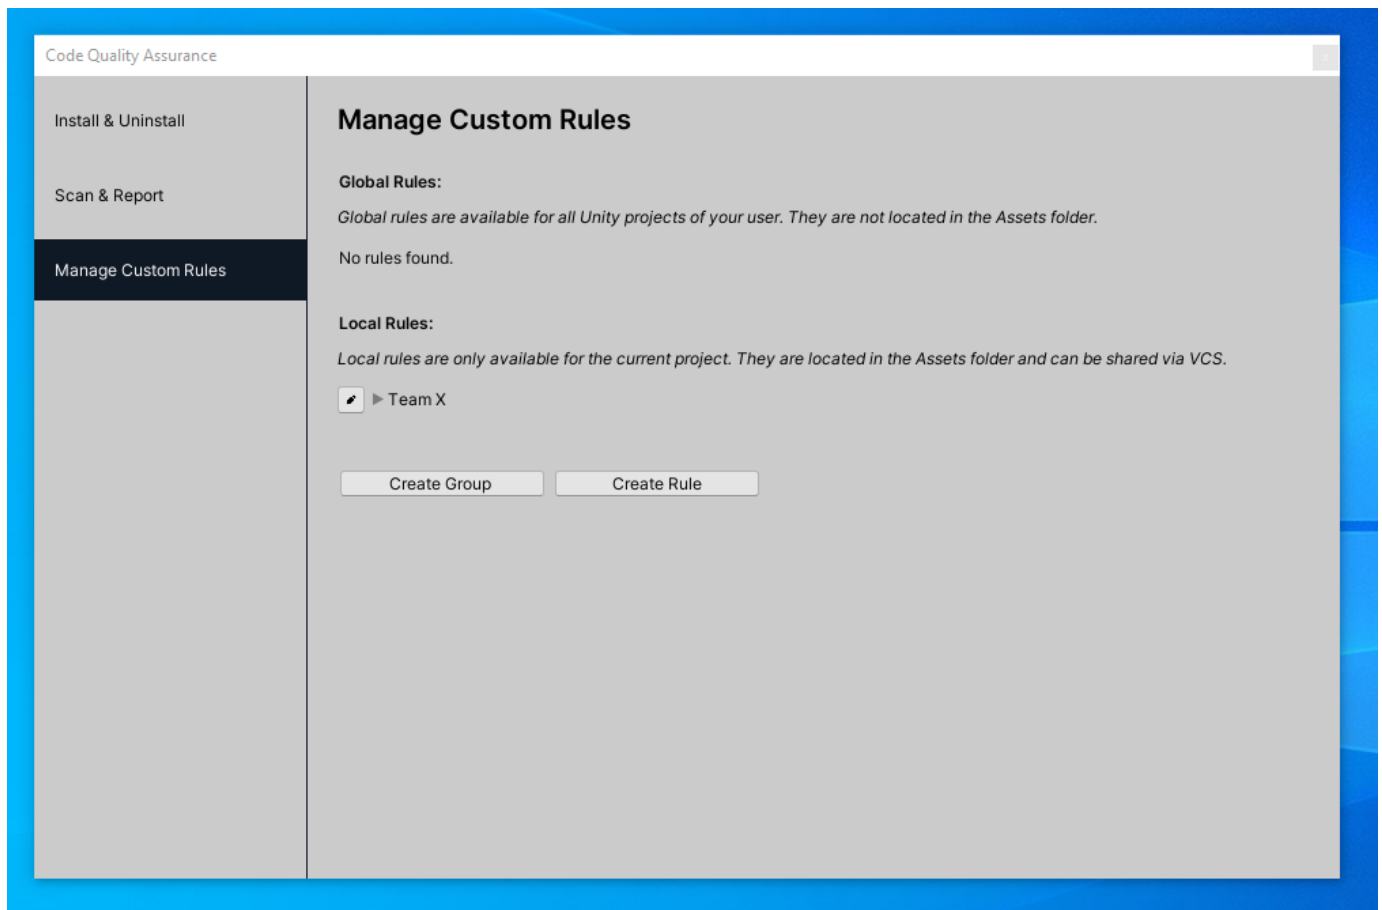 Code Quality Assurance
Install & Uninstall
Scan & Report
Manage Custom Rules
Manage Custom Rules
Global Rules:
Global rules are available for all Unity projects of your user. They are not located in the Assets folder.
No rules found.
Local Rules:
Local rules are only available for the current project. They are located in the Assets folder and can be shared via VCS.
Team X
Create Group
Create Rule